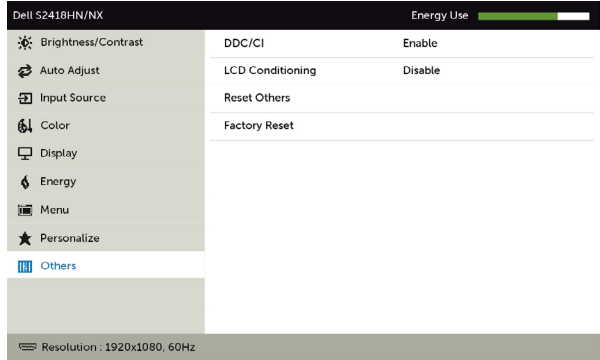 Dell S2418HN/NX Energy Use
Brightness/Contrast DDC/CI Enable
Auto Adjust LCD Conditioning Disable
Input Source Reset Others
Color Factory Reset
Display
Energy
Menu
Personalize
Others
Resolution : 1920x1080, 60Hz